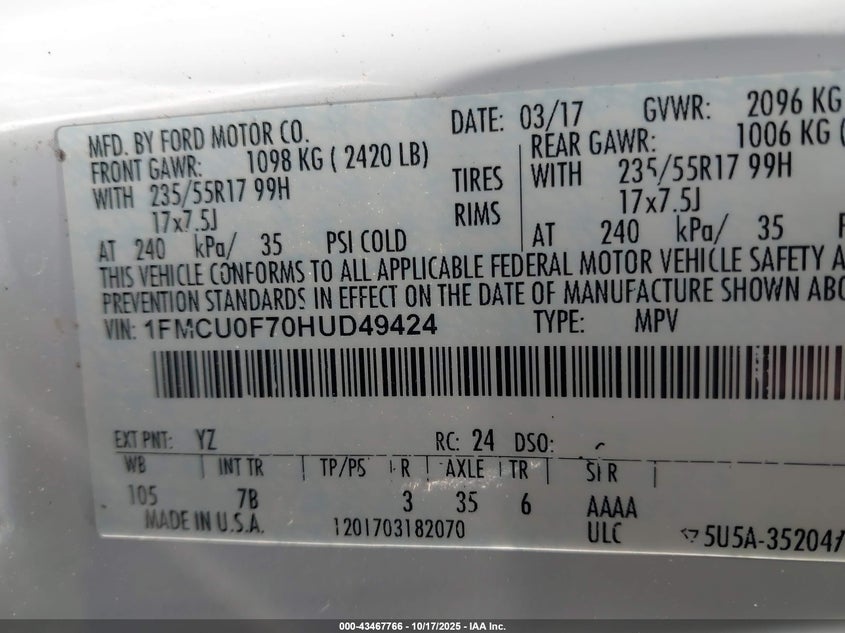 MFD. BY FORD MOTOR CO. DATE: 03/17 GVWR: 2096 KG
FRONT GAWR: 1098 KG ( 2420 LB) REAR GAWR: 1006 KG (
WITH 235/55R17 99H TIRES WITH 235/55R17 99H
17x7.5J RIMS 17x7.5J
AT 240 kPa/ 35 PSI COLD AT 240 kPa/ 35
THIS VEHICLE CONFORMS TO ALL APPLICABLE FEDERAL MOTOR VEHICLE SAFETY
PREVENTION STANDARDS IN EFFECT ON THE DATE OF MANUFACTURE SHOWN
VIN: 1FMCU0F70HUD49424 TYPE: MPV
EXT PNT: YZ RC: 24 DSO:
WB INT TR TP/PS R AXLE TR
105 7B 3 35 6 AAAA
MADE IN U.S.A. 1201703182070 ULC 5U5A-35204
000-43467766 - 10/17/2025 - IAA Inc.